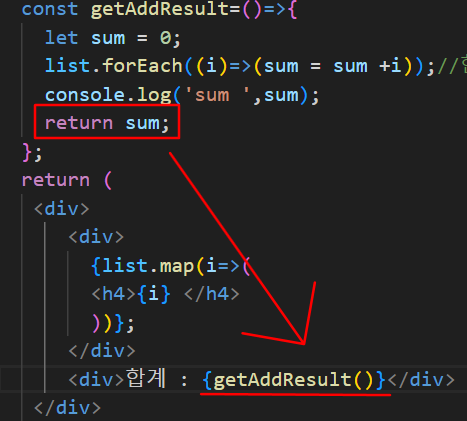 const getAddResult=()=>{
let sum = 0;
list.forEach((i)=>(sum = sum +i));//
console.log('sum ',sum);
return sum;
};
return (
<div>
<div>
{list.map(i=>(
<h4>{i} </h4>
))};
</div>
<div>합계 : {getAddResult()}</div>
</div>